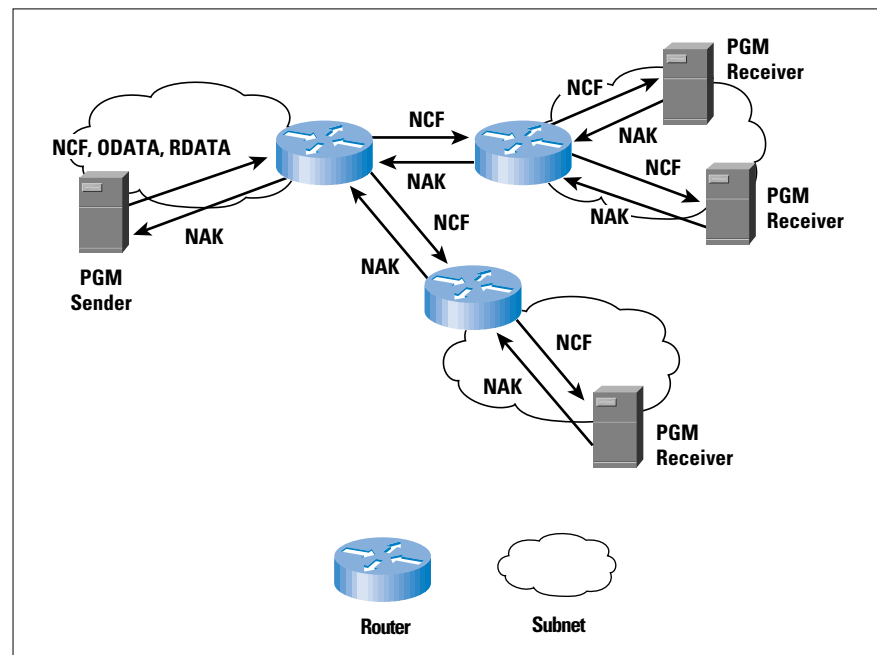 PGM
Receiver
NCF
NCF
NAK
NCF, ODATA, RDATA
NAK
NCF
NAK
PGM
Receiver
NAK
NCF
NAK
PGM
Sender
NCF
NAK
PGM
Receiver
Router
Subnet